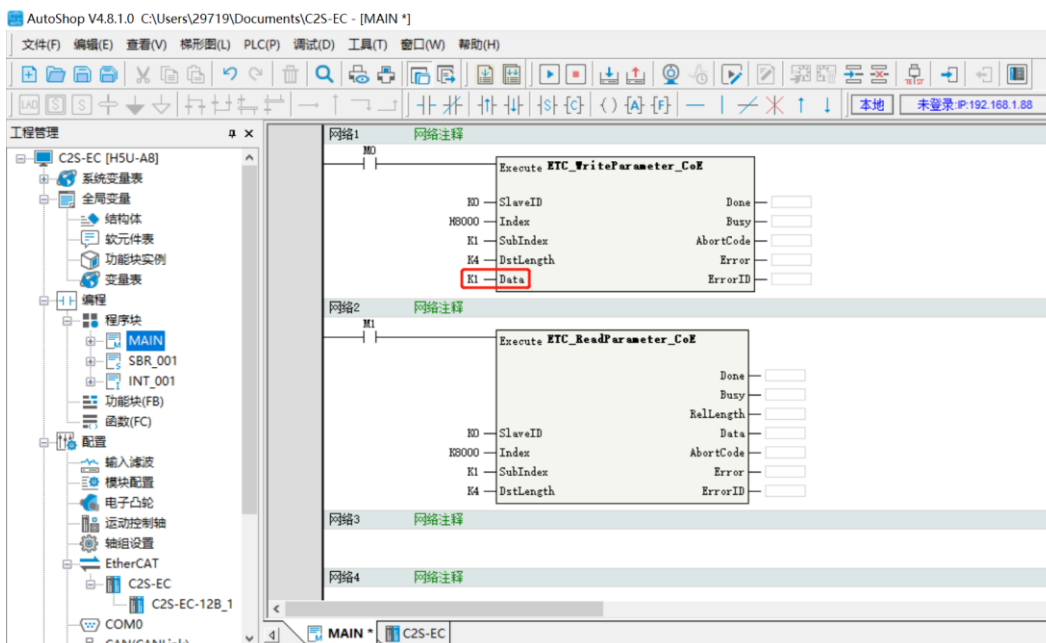 AutoShop V4.8.1.0 C:\Users\29719\Documents\C2S-EC - [MAIN *]
文件(F) 编辑(E) 查看(V) 梯形图(L) PLC(P) 调试(D) 工具(T) 窗口(W) 帮助(H)
TEST
LAD S S S C A F 本地 未登录:IP:192.168.1.88
工程管理
C2S-EC [H5U-A8]
系统变量表
全局变量
结构体
软元件表
功能块实例
变量表
编程
程序块
MAIN
SBR_001
INT_001
功能块(FB)
函数(FC)
配置
输入滤波
模块配置
电子凸轮
运动控制轴
轴组设置
EtherCAT
C2S-EC
C2S-EC-12B_1
COM0
CAN(CANLink)
网络1 网络注释
M0
Execute ETC_WriteParameter_CoE
K0 SlaveID Done
H8000 Index Busy
K1 SubIndex AbortCode
K4 DstLength Error
K1 Data ErrorID
网络2 网络注释
M1
Execute ETC_ReadParameter_CoE
Done
Busy
RelLength
K0 SlaveID Data
K8000 Index AbortCode
K1 SubIndex Error
K4 DstLength ErrorID
网络3 网络注释
网络4 网络注释
MAIN * C2S-EC